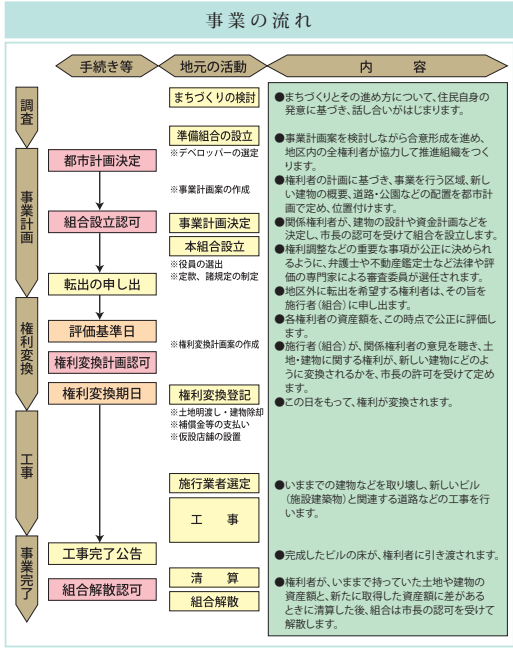 事業の流れ
手続き等
地元の活動
内　　容
調査
事業計画
権利変換
工事
事業完了
都市計画決定
組合設立認可
転出の申し出
評価基準日
権利変換計画認可
権利変換期日
工事完了公告
組合解散認可
まちづくりの検討
準備組合の設立
※デベロッパーの選定
※事業計画案の作成
事業計画決定
本組合設立
※役員の選出
※定款、諸規定の制定
※権利変換計画案の作成
権利変換登記
※土地明渡し・建物除却
※補償金等の支払い
※仮設店舗の設置
施行業者選定
工　　事
清　　算
組合解散
●まちづくりとその進め方について、住民自身の
発意に基づき、話し合いがはじまります。
●事業計画案を検討しながら合意形成を進め、
地区内の全権利者が協力して推進組織をつく
ります。
●権利者の計画に基づき、事業を行う区域、新し
い建物の概要、道路・公園などの配置を都市計
画で定め、位置付けます。
●関係権利者が、建物の設計や資金計画などを
決定し、市長の認可を受けて組合を設立します。
●権利調整などの重要な事項が公正に決められ
るように、弁護士や不動産鑑定士など法律や評
価の専門家による審査委員が選任されます。
●地区外に転出を希望する権利者は、その旨を
施行者(組合)に申し出ます。
●各権利者の資産額を、この時点で公正に評価し
ます。
●施行者(組合)が、関係権利者の意見を聴き、土
地・建物に関する権利が、新しい建物にどのよ
うに変換されるかを、市長の許可を受けて定め
ます。
●この日をもって、権利が変換されます。
●いままでの建物などを取り壊し、新しいビル
(施設建築物)と関連する道路などの工事を行
います。
●完成したビルの床が、権利者に引き渡されます。
●権利者が、いままで持っていた土地や建物の
資産額と、新たに取得した資産額に差がある
ときに清算した後、組合は市長の認可を受けて
解散します。